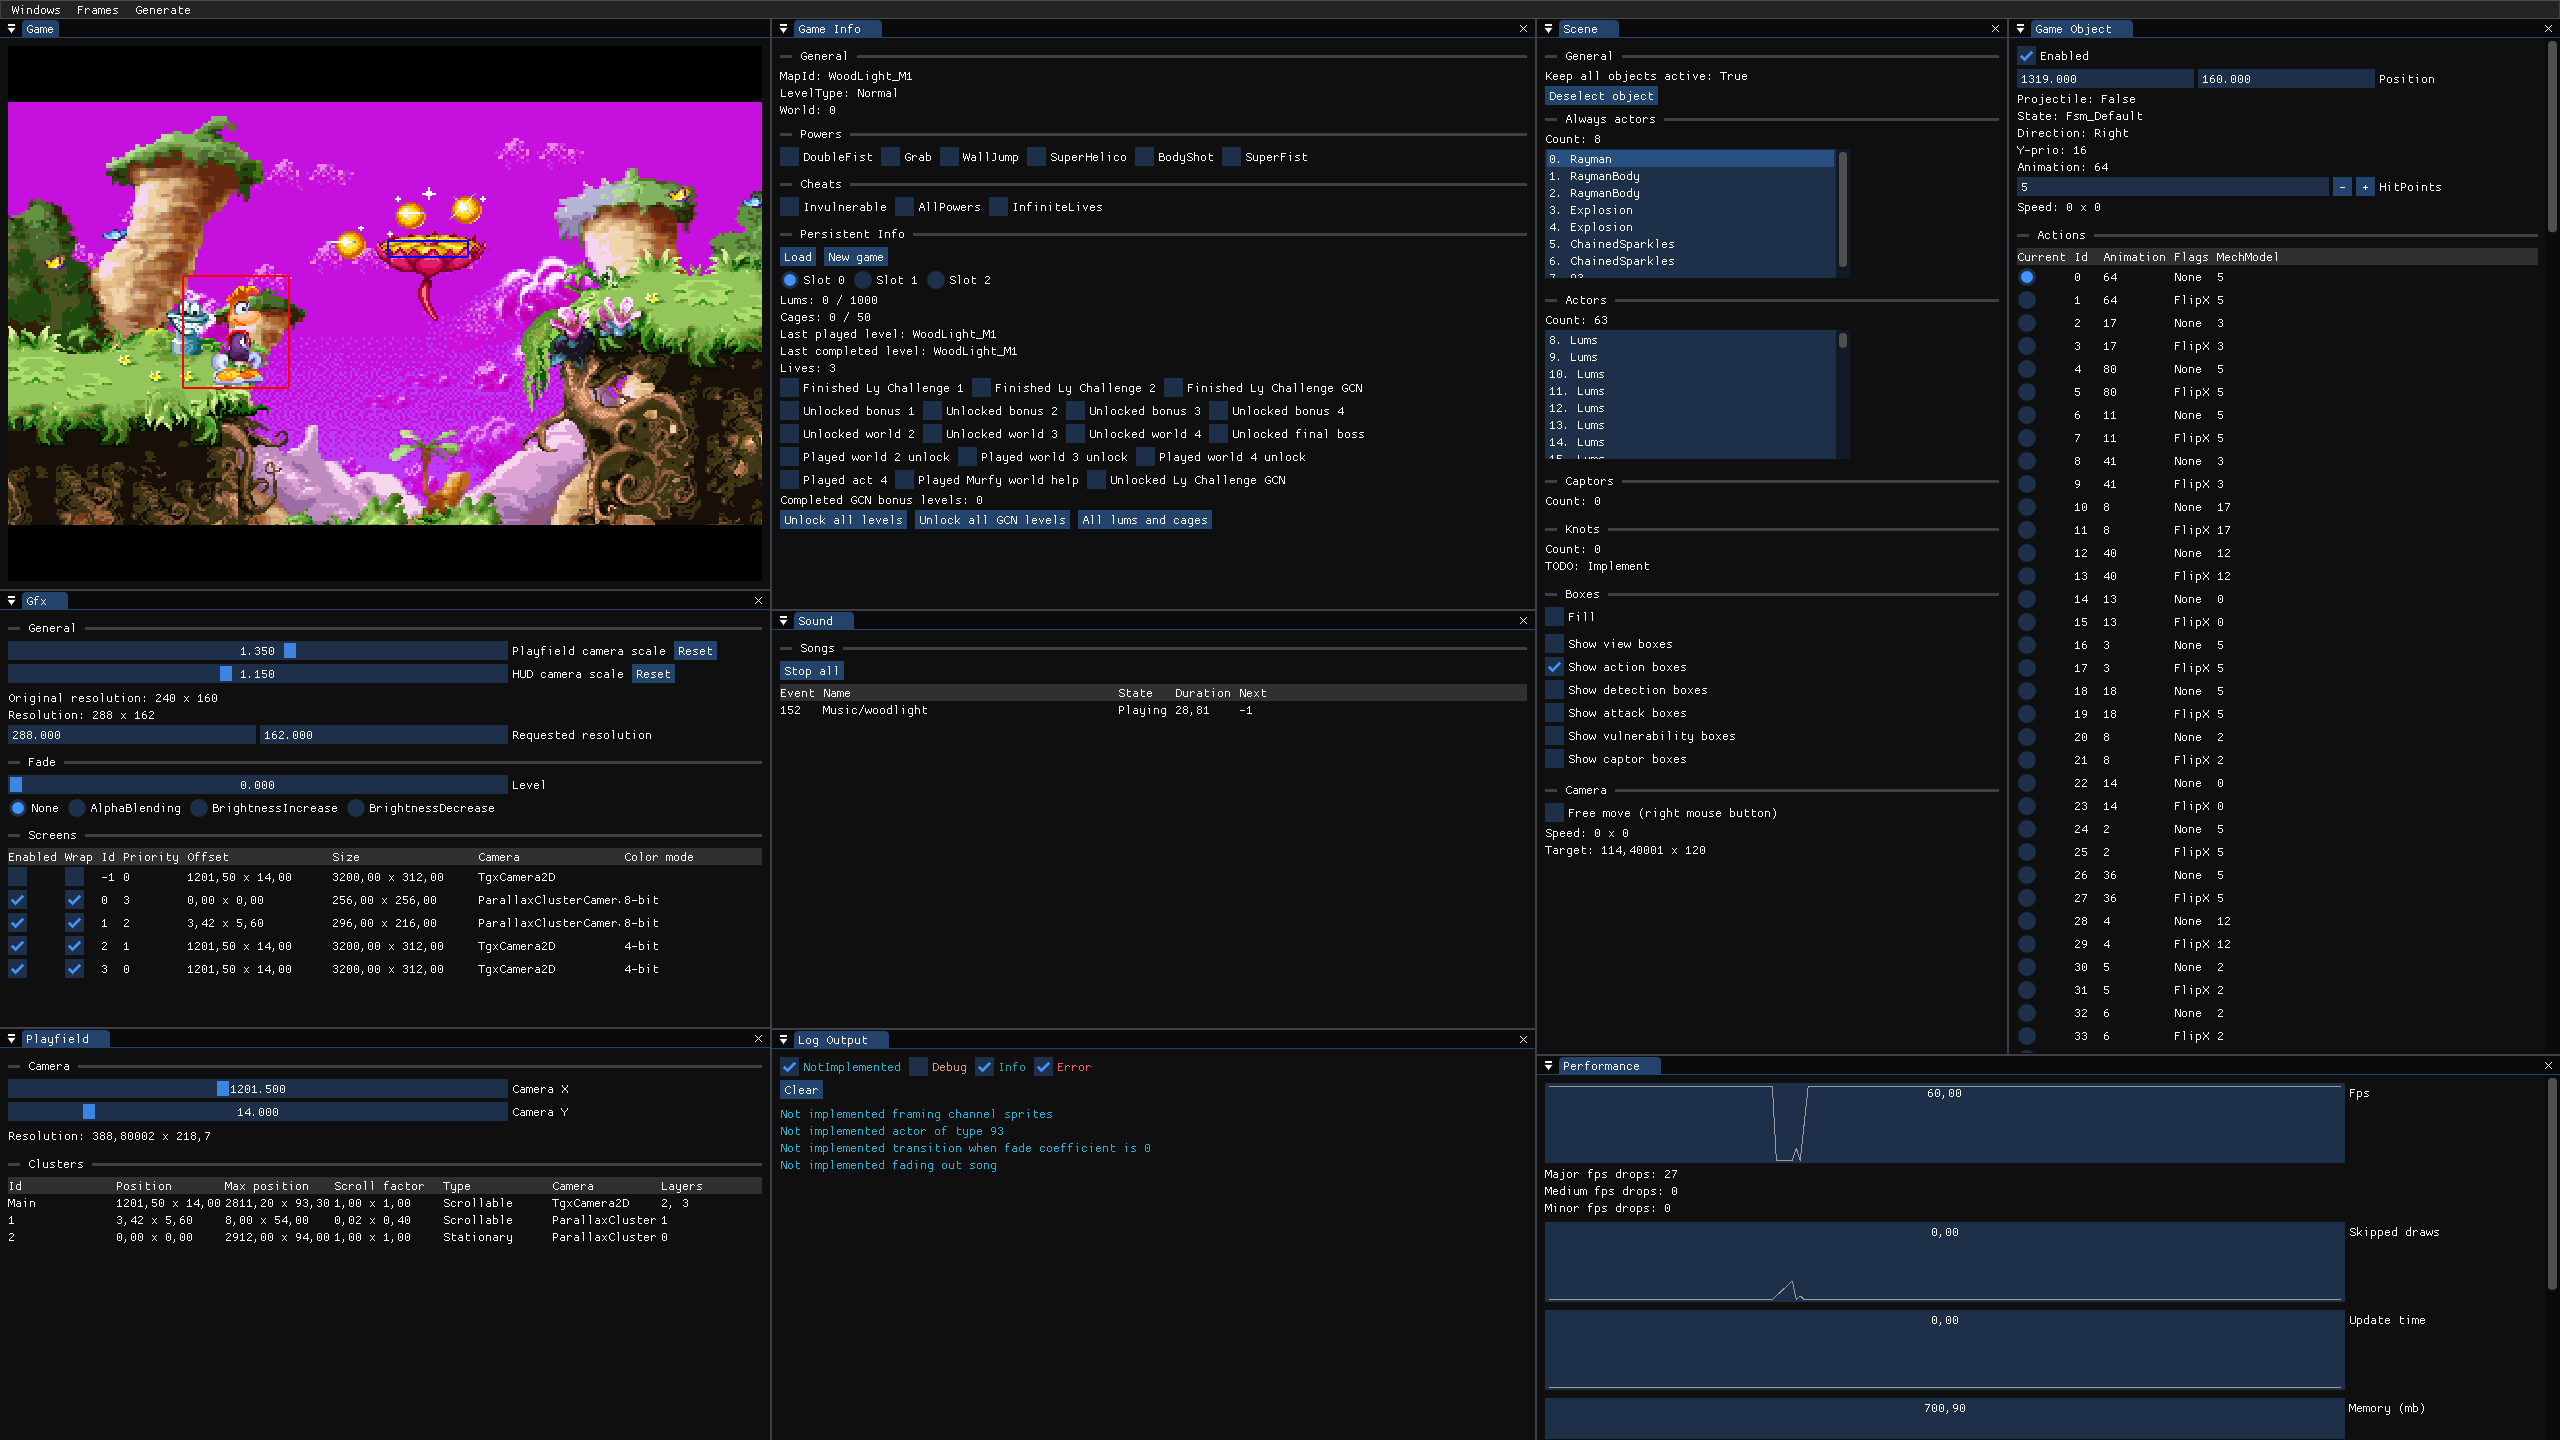 Windows Frames Generate
Game
Gfx
General
1.350 Playfield camera scale Reset
1.150 HUD camera scale Reset
Original resolution: 240 x 160
Resolution: 288 x 162
288.000 162.000 Requested resolution
Fade
0.000 Level
None AlphaBlending BrightnessIncrease BrightnessDecrease
Screens
Enabled Wrap Id Priority Offset Size Camera Color mode
-1 0 1201,50 x 14,00 3200,00 x 312,00 TgxCamera2D
0 3 0,00 x 0,00 256,00 x 256,00 ParallaxClusterCamer 8-bit
1 2 3,42 x 5,60 296,00 x 216,00 ParallaxClusterCamer 8-bit
2 1 1201,50 x 14,00 3200,00 x 312,00 TgxCamera2D 4-bit
3 0 1201,50 x 14,00 3200,00 x 312,00 TgxCamera2D 4-bit
Playfield
Camera
1201.500 Camera X
14.000 Camera Y
Resolution: 388,80002 x 218,7
Clusters
Id Position Max position Scroll factor Type Camera Layers
Main 1201,50 x 14,00 2811,20 x 93,30 1,00 x 1,00 Scrollable TgxCamera2D 2, 3
1 3,42 x 5,60 8,00 x 54,00 0,02 x 0,40 Scrollable ParallaxCluster 1
2 0,00 x 0,00 2912,00 x 94,00 1,00 x 1,00 Stationary ParallaxCluster 0
Game Info
General
MapId: WoodLight_M1
LevelType: Normal
World: 0
Powers
DoubleFist Grab WallJump SuperHelico BodyShot SuperFist
Cheats
Invulnerable AllPowers InfiniteLives
Persistent Info
Load New game
Slot 0 Slot 1 Slot 2
Lums: 0 / 1000
Cages: 0 / 50
Last played level: WoodLight_M1
Last completed level: WoodLight_M1
Lives: 3
Finished Ly Challenge 1 Finished Ly Challenge 2 Finished Ly Challenge GCN
Unlocked bonus 1 Unlocked bonus 2 Unlocked bonus 3 Unlocked bonus 4
Unlocked world 2 Unlocked world 3 Unlocked world 4 Unlocked final boss
Played world 2 unlock Played world 3 unlock Played world 4 unlock
Played act 4 Played Murfy world help Unlocked Ly Challenge GCN
Completed GCN bonus levels: 0
Unlock all levels Unlock all GCN levels All lums and cages
Sound
Songs
Stop all
Event Name State Duration Next
152 Music/woodlight Playing 28,81 -1
Log Output
NotImplemented Debug Info Error
Clear
Not implemented framing channel sprites
Not implemented actor of type 93
Not implemented transition when fade coefficient is 0
Not implemented fading out song
Scene
General
Keep all objects active: True
Deselect object
Always actors
Count: 8
0. Rayman
1. RaymanBody
2. RaymanBody
3. Explosion
4. Explosion
5. ChainedSparkles
6. ChainedSparkles
7. 93
Actors
Count: 63
8. Lums
9. Lums
10. Lums
11. Lums
12. Lums
13. Lums
14. Lums
15. Lums
Captors
Count: 0
Knots
Count: 0
TODO: Implement
Boxes
Fill
Show view boxes
Show action boxes
Show detection boxes
Show attack boxes
Show vulnerability boxes
Show captor boxes
Camera
Free move (right mouse button)
Speed: 0 x 0
Target: 114,40001 x 120
Game Object
Enabled
1319.000 160.000 Position
Projectile: False
State: Fsm_Default
Direction: Right
Y-prio: 16
Animation: 64
5 - + HitPoints
Speed: 0 x 0
Actions
Current Id Animation Flags MechModel
0 64 None 5
1 64 FlipX 5
2 17 None 3
3 17 FlipX 3
4 80 None 5
5 80 FlipX 5
6 11 None 5
7 11 FlipX 5
8 41 None 3
9 41 FlipX 3
10 8 None 17
11 8 FlipX 17
12 40 None 12
13 40 FlipX 12
14 13 None 0
15 13 FlipX 0
16 3 None 5
17 3 FlipX 5
18 18 None 5
19 18 FlipX 5
20 8 None 2
21 8 FlipX 2
22 14 None 0
23 14 FlipX 0
24 2 None 5
25 2 FlipX 5
26 36 None 5
27 36 FlipX 5
28 4 None 12
29 4 FlipX 12
30 5 None 2
31 5 FlipX 2
32 6 None 2
33 6 FlipX 2
Performance
60,00 Fps
Major fps drops: 27
Medium fps drops: 0
Minor fps drops: 0
0,00 Skipped draws
0,00 Update time
700,90 Memory (mb)